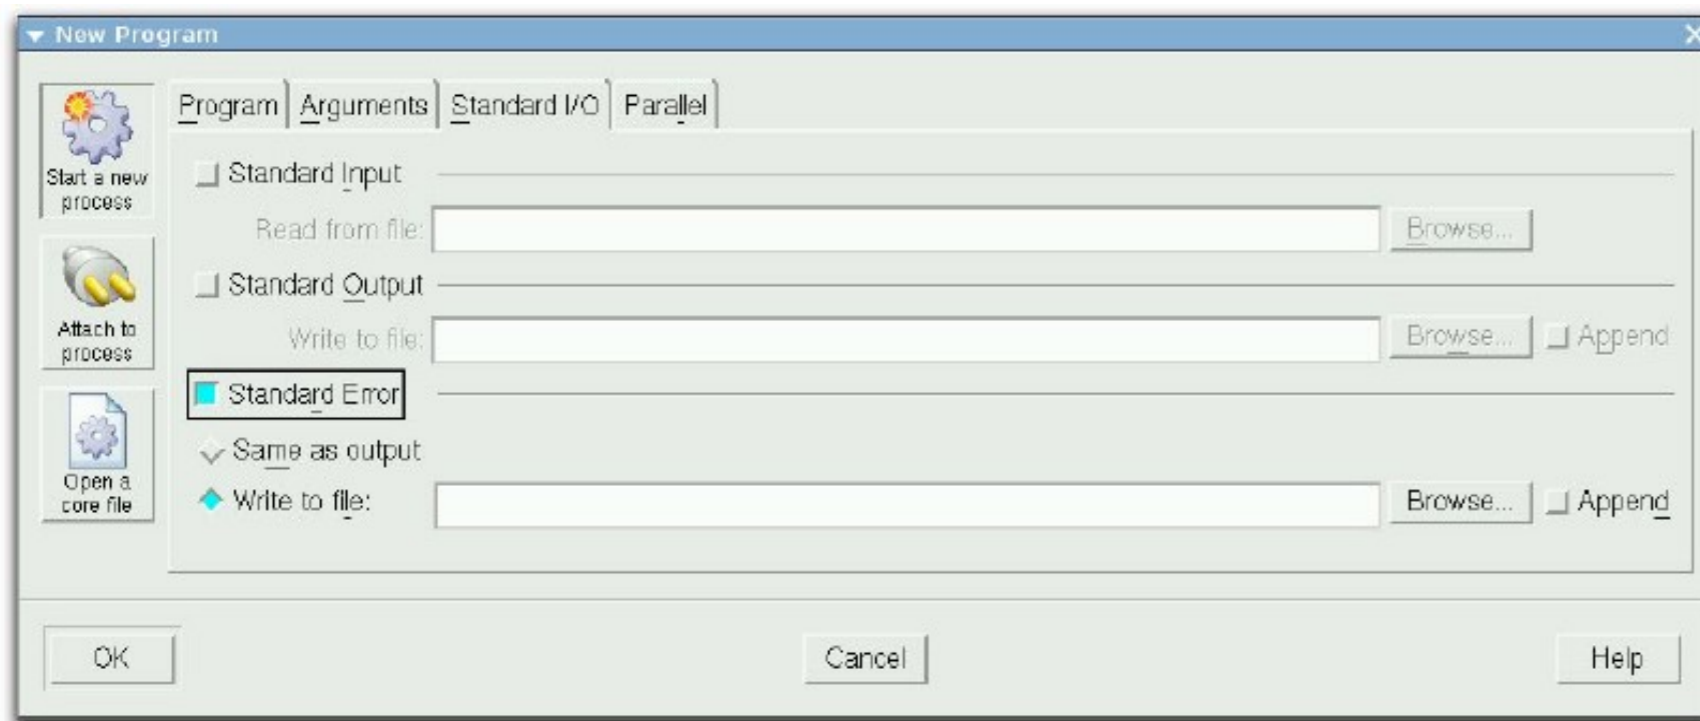 New Program
Program Arguments Standard I/O Parallel
Start a new
process
Attach to
process
Open a
core file
Standard Input
Read from file: Browse...
Standard Output
Write to file: Browse... Append
Standard Error
Same as output
Write to file: Browse... Append
OK Cancel Help